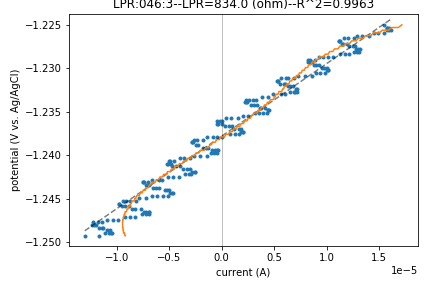 LPR:046:3--LPR=834.0 (ohm)--R^2=0.9963
−1.225
−1.230
−1.235
−1.240
−1.245
−1.250
potential (V vs. Ag/AgCl)
−1.0 −0.5 0.0 0.5 1.0 1.5
1e−5
current (A)